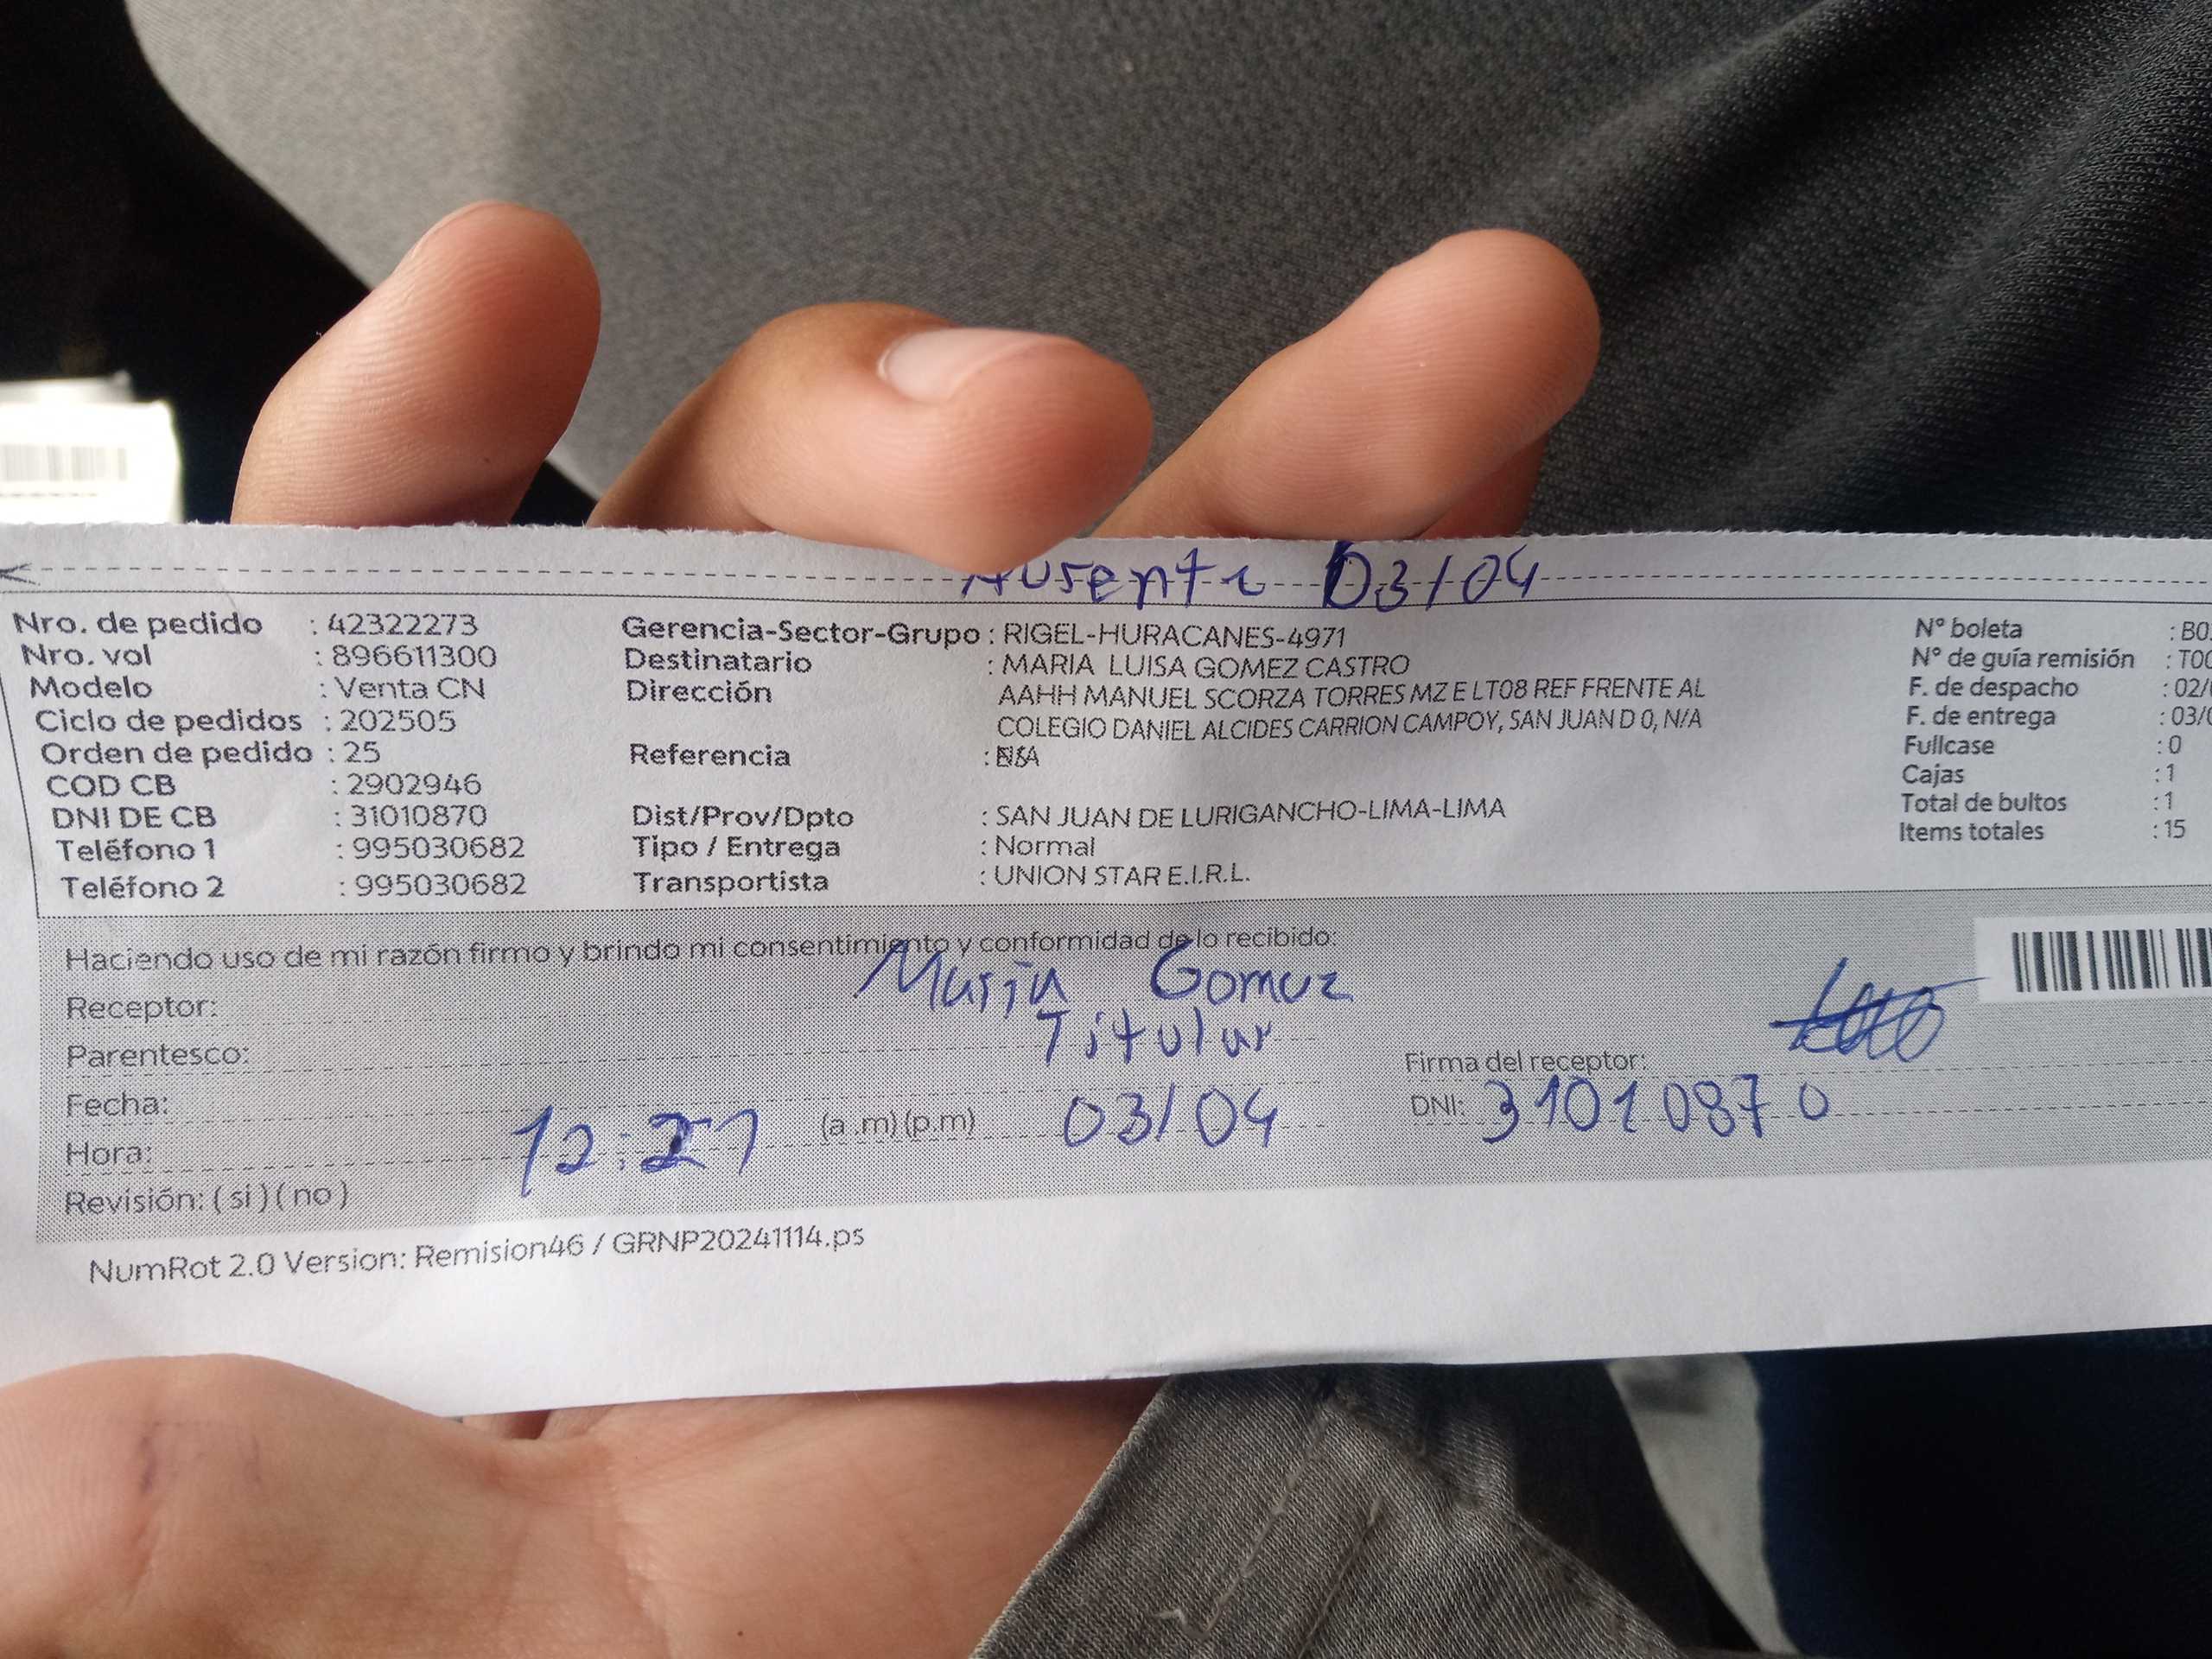 Ausente 03/04
Nro. de pedido : 42322273
Nro. vol : 896611300
Modelo : Venta CN
Ciclo de pedidos : 202505
Orden de pedido : 25
COD CB : 2902946
DNI DE CB : 31010870
Teléfono 1 : 995030682
Teléfono 2 : 995030682
Gerencia-Sector-Grupo : RIGEL-HURACANES-4971
Destinatario : MARIA LUISA GOMEZ CASTRO
Dirección AAHH MANUEL SCORZA TORRES MZ E LT08 REF FRENTE AL
COLEGIO DANIEL ALCIDES CARRION CAMPOY, SAN JUAN D 0, N/A
Referencia :
Dist/Prov/Dpto : SAN JUAN DE LURIGANCHO-LIMA-LIMA
Tipo / Entrega : Normal
Transportista : UNION STAR E.I.R.L.
N° boleta : B0
N° de guía remisión : T00
F. de despacho : 02/
F. de entrega : 03/0
Fullcase : 0
Cajas : 1
Total de bultos : 1
Items totales : 15
Haciendo uso de mi razón firmo y brindo mi consentimiento y conformidad de lo recibido:
Receptor: Maria Gomez
Parentesco: Titular
Firma del receptor:
Fecha: 03/04
DNI: 31010870
Hora: 12:21 (a .m) (p.m)
Revisión: ( si ) ( no )
NumRot 2.0 Version: Remision46 / GRNP20241114.ps